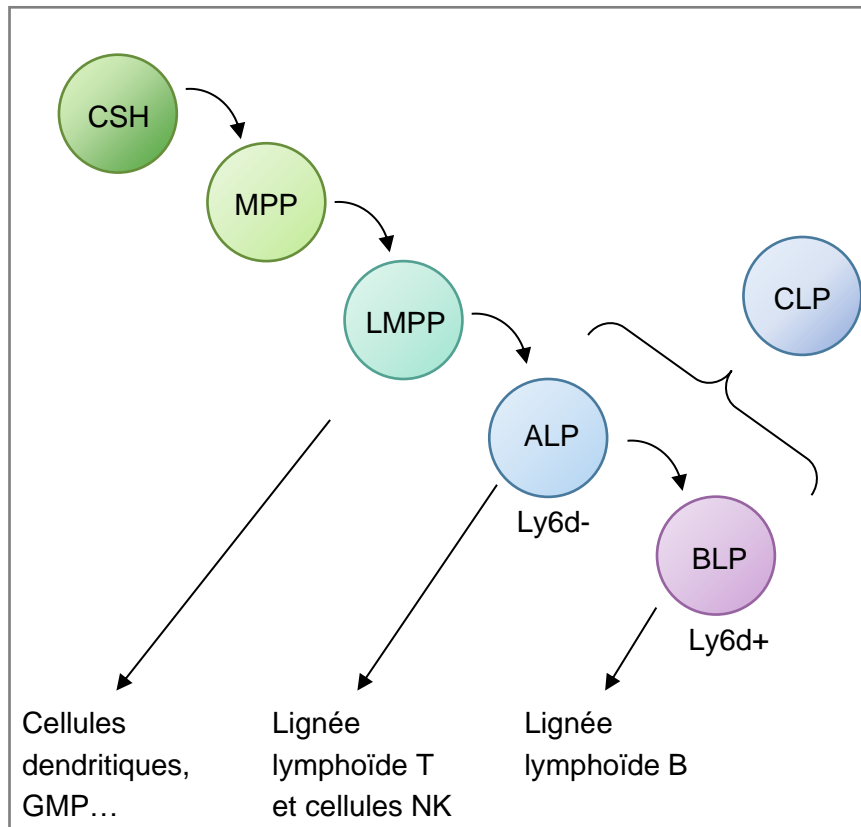 CSH
MPP
CLP
LMPP
ALP
Ly6d-
BLP
Ly6d+
Cellules
dendritiques,
GMP…
Lignée
lymphoïde T
et cellules NK
Lignée
lymphoïde B